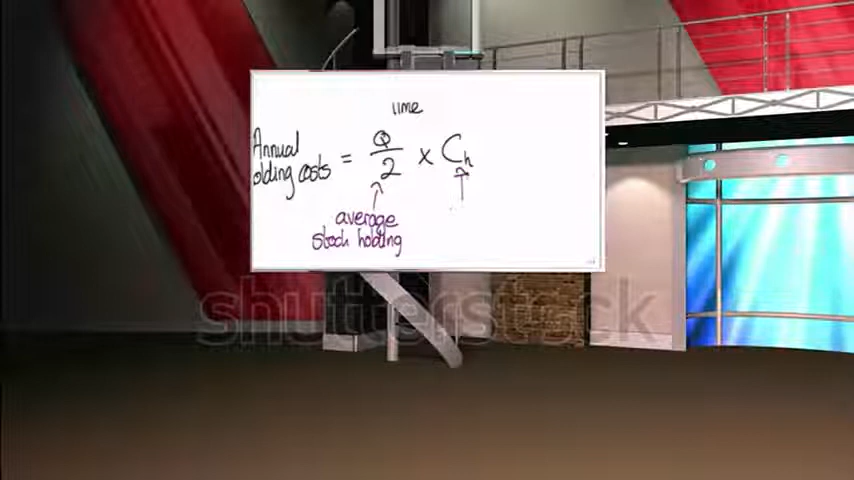 time
Annual
olding costs = Q/2 x Ch
average
stock holding
shutterstock